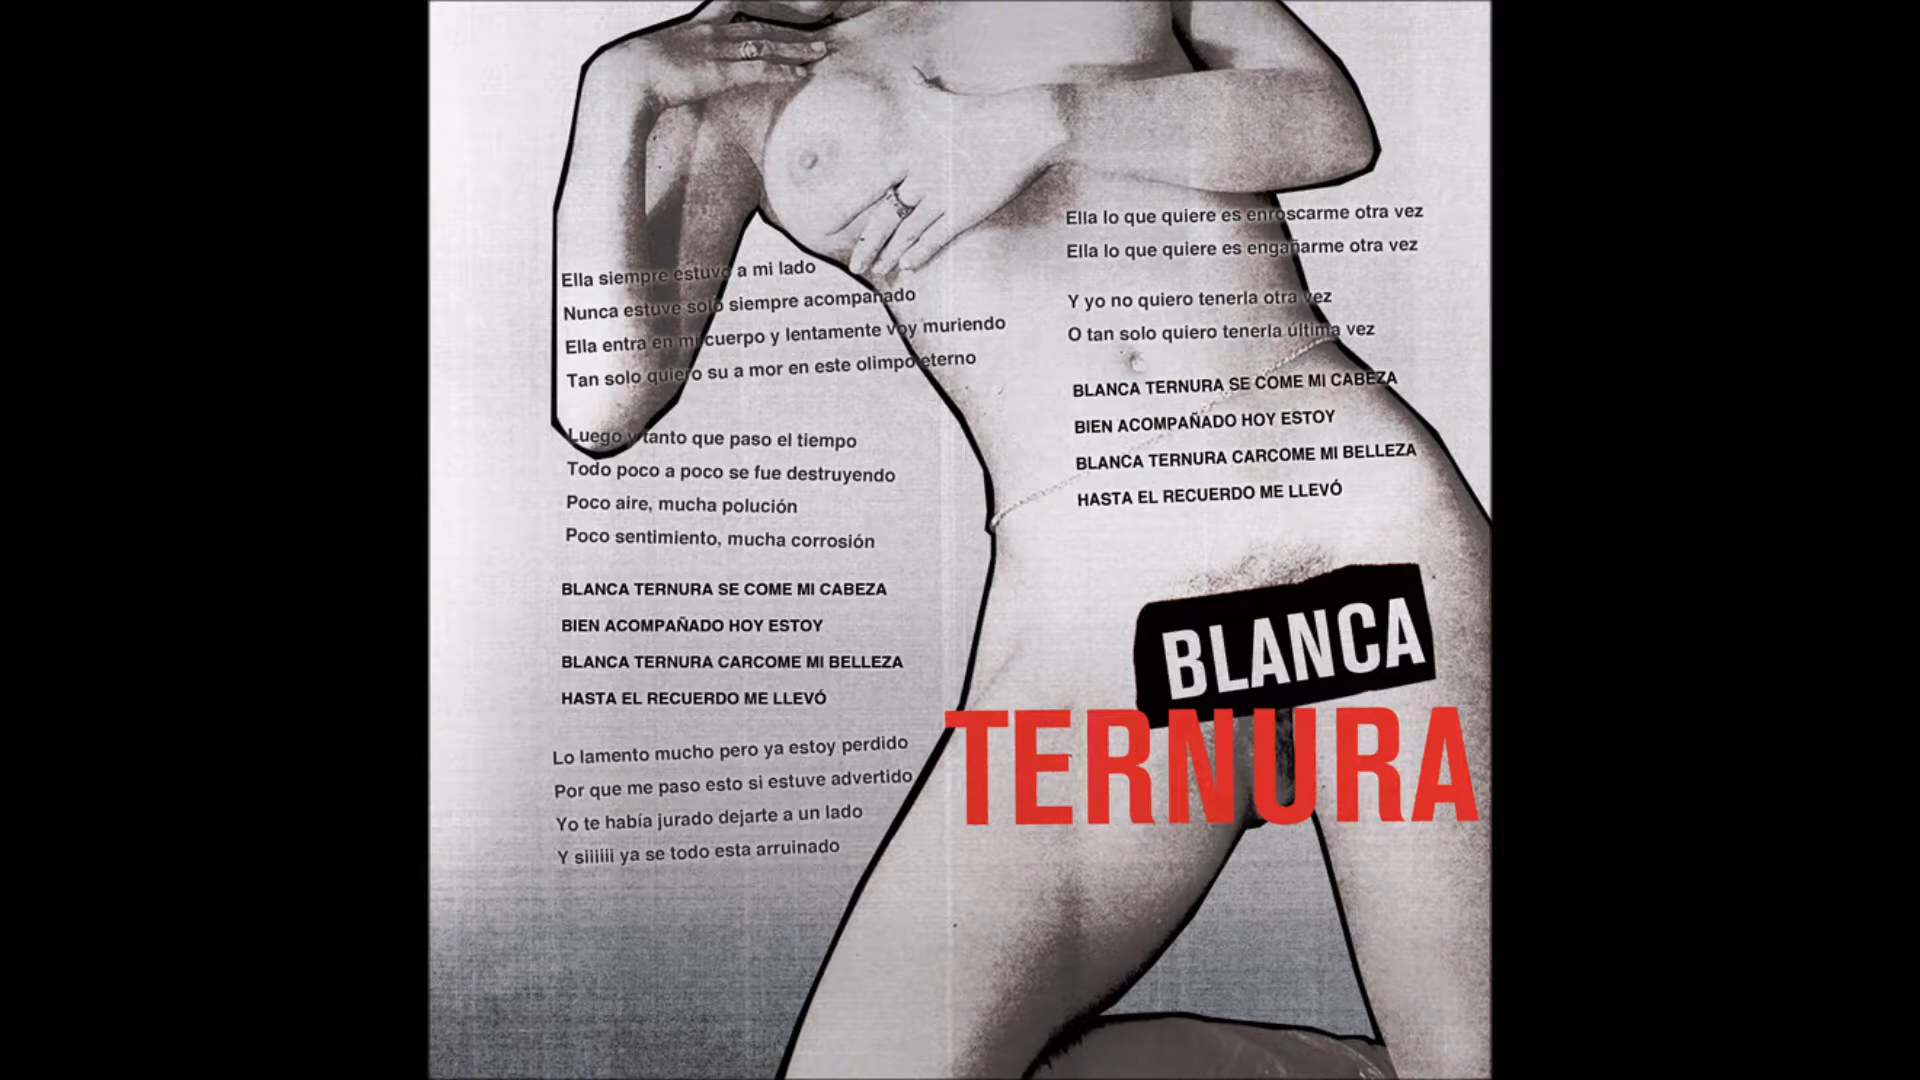 Ella siempre estuvo a mi lado
Nunca estuve solo siempre acompañado
Ella entra en mi cuerpo y lentamente voy muriendo
Tan solo quiero su a mor en este olimpo eterno
Luego y tanto que paso el tiempo
Todo poco a poco se fue destruyendo
Poco aire, mucha polución
Poco sentimiento, mucha corrosión
BLANCA TERNURA SE COME MI CABEZA
BIEN ACOMPAÑADO HOY ESTOY
BLANCA TERNURA CARCOME MI BELLEZA
HASTA EL RECUERDO ME LLEVÓ
Lo lamento mucho pero ya estoy perdido
Por que me paso esto si estuve advertido
Yo te había jurado dejarte a un lado
Y siiiiii ya se todo esta arruinado
Ella lo que quiere es enroscarme otra vez
Ella lo que quiere es engañarme otra vez
Y yo no quiero tenerla otra vez
O tan solo quiero tenerla última vez
BLANCA TERNURA SE COME MI CABEZA
BIEN ACOMPAÑADO HOY ESTOY
BLANCA TERNURA CARCOME MI BELLEZA
HASTA EL RECUERDO ME LLEVÓ
BLANCA
TERNURA